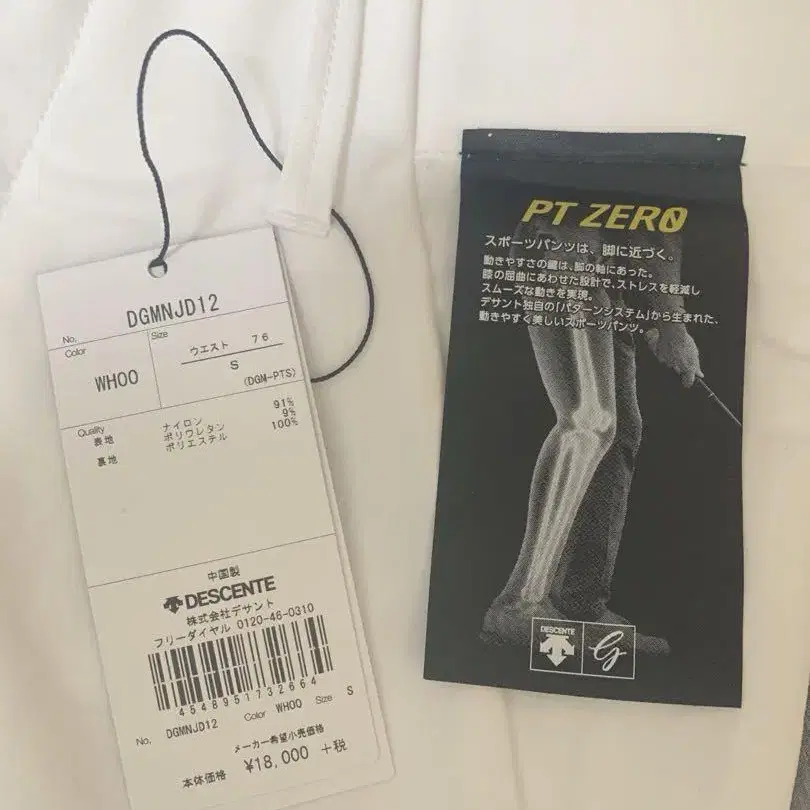 No. DGMNJD12
Color Size
WH00
ウエスト 76
S
(DGM-PTS)
Quality
表地 ナイロン 91%
ポリウレタン 9%
裏地 ポリエステル 100%
中国製
DESCENTE
株式会社デサント
フリーダイヤル 0120-46-0310
4548951732664
No. DGMNJD12 Color WH00 Size S
メーカー希望小売価格
本体価格 ¥18,000 +税
PT ZERO
スポーツパンツは、脚に近づく。
動きやすさの鍵は、脚の軸にあった。
膝の屈曲にあわせた設計で、ストレスを軽減し
スムーズな動きを実現。
デサント独自の「パターンシステム」から生まれた、
動きやすく美しいスポーツパンツ。
DESCENTE
G